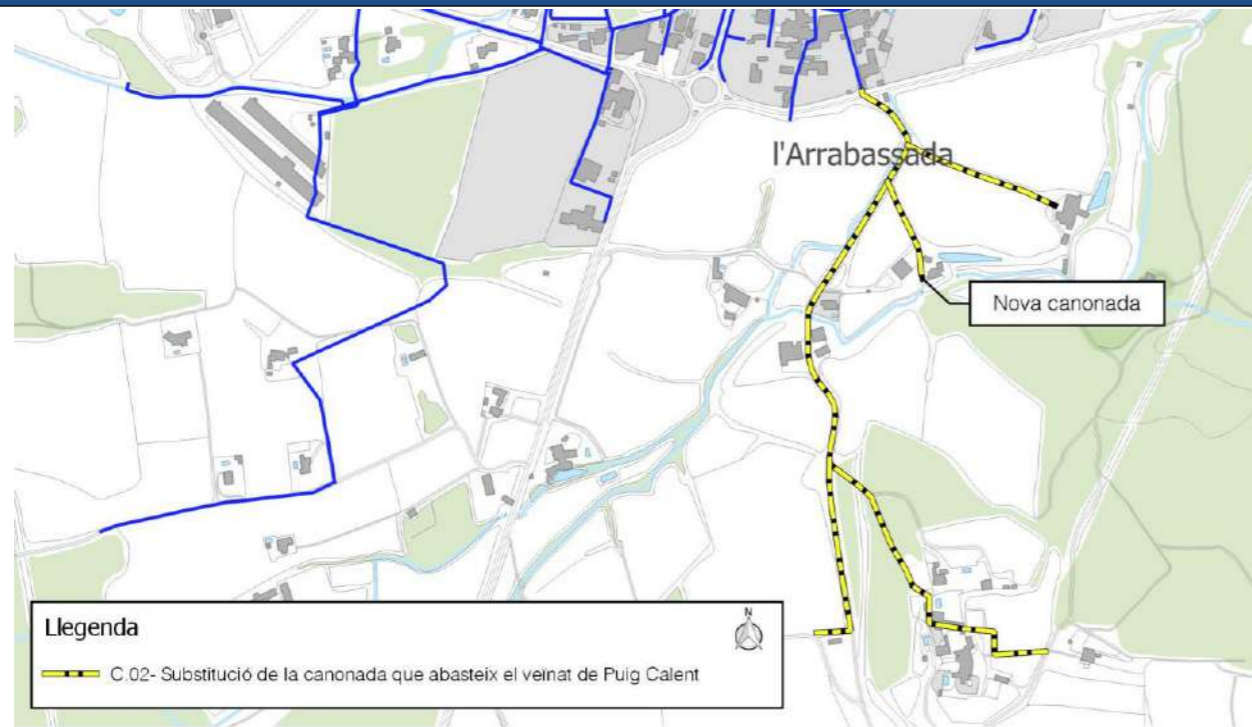 l'Arrabassada
Nova canonada
Llegenda
N
C.02- Substitució de la canonada que abasteix el veïnat de Puig Calent